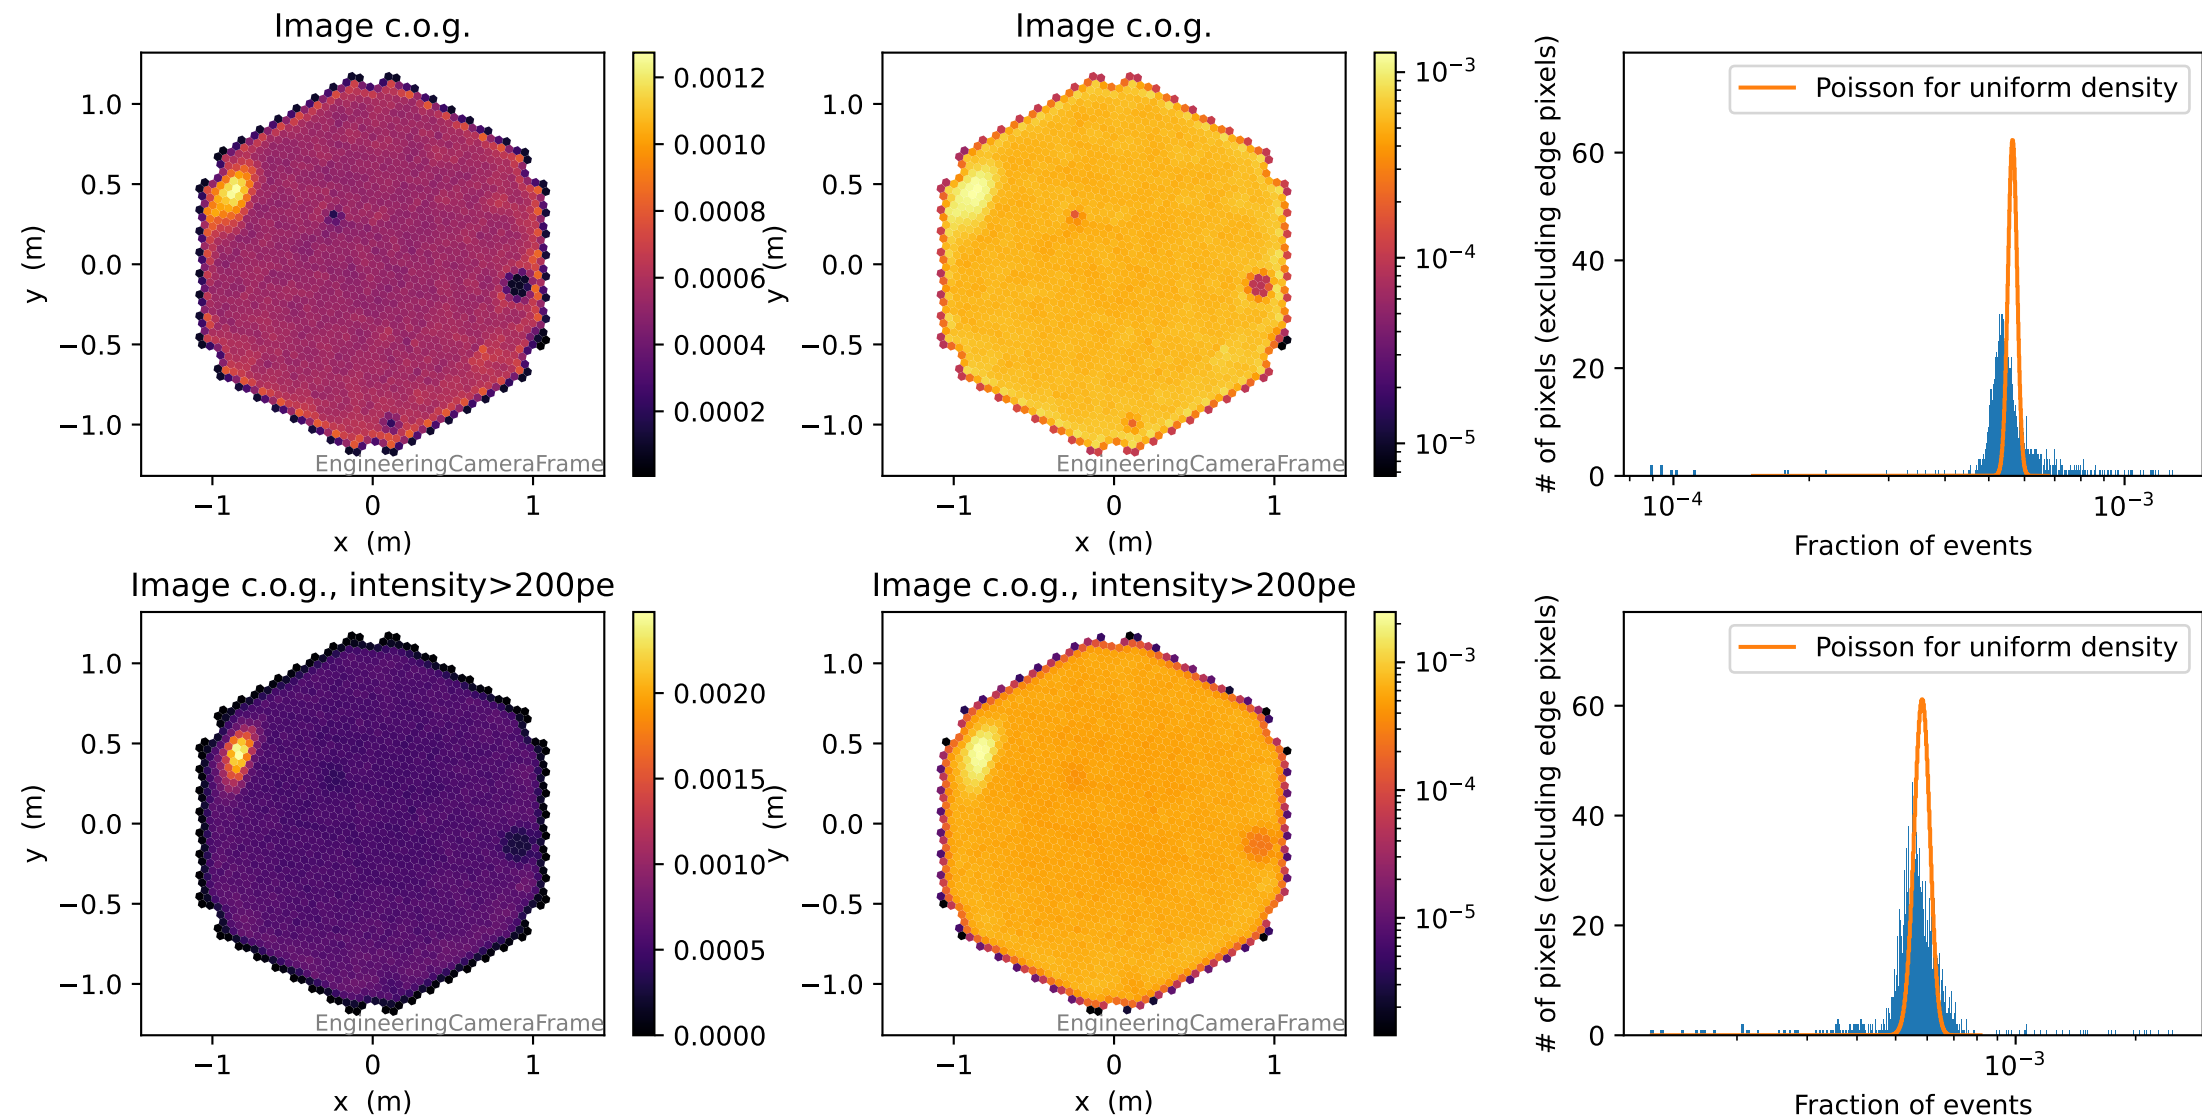 Image c.o.g.
1.0
0.5
0.0
−0.5
−1.0
y (m)
−1 0 1
x (m)
EngineeringCameraFrame
0.0012
0.0010
0.0008
0.0006
0.0004
0.0002
Image c.o.g.
1.0
0.5
0.0
−0.5
−1.0
y (m)
−1 0 1
x (m)
EngineeringCameraFrame
10⁻³
10⁻⁴
10⁻⁵
Poisson for uniform density
# of pixels (excluding edge pixels)
60
40
20
0
10⁻⁴ 10⁻³
Fraction of events
Image c.o.g., intensity>200pe
1.0
0.5
0.0
−0.5
−1.0
y (m)
−1 0 1
x (m)
EngineeringCameraFrame
0.0020
0.0015
0.0010
0.0005
0.0000
Image c.o.g., intensity>200pe
1.0
0.5
0.0
−0.5
−1.0
y (m)
−1 0 1
x (m)
EngineeringCameraFrame
10⁻³
10⁻⁴
10⁻⁵
Poisson for uniform density
# of pixels (excluding edge pixels)
60
40
20
0
10⁻³
Fraction of events